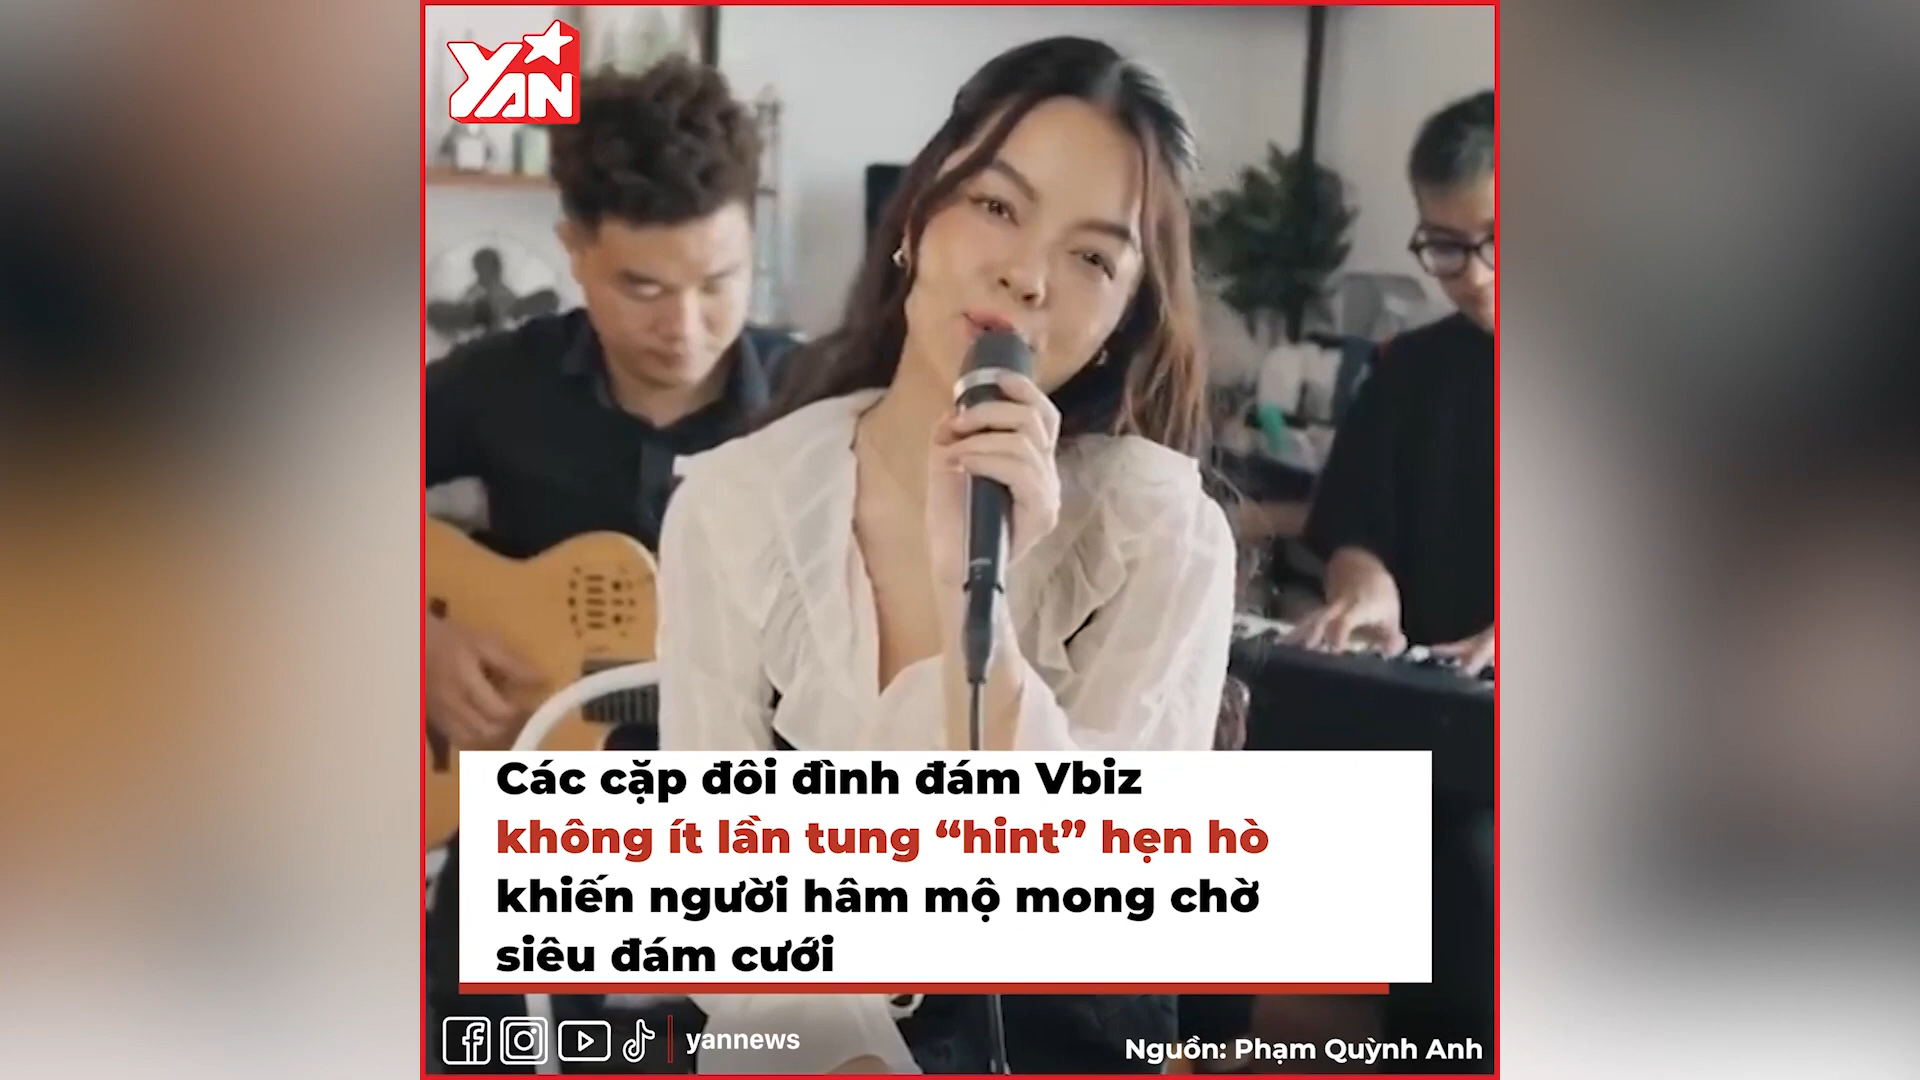 YAN
Các cặp đôi đình đám Vbiz
không ít lần tung “hint” hẹn hò
khiến người hâm mộ mong chờ
siêu đám cưới
yannews
Nguồn: Phạm Quỳnh Anh